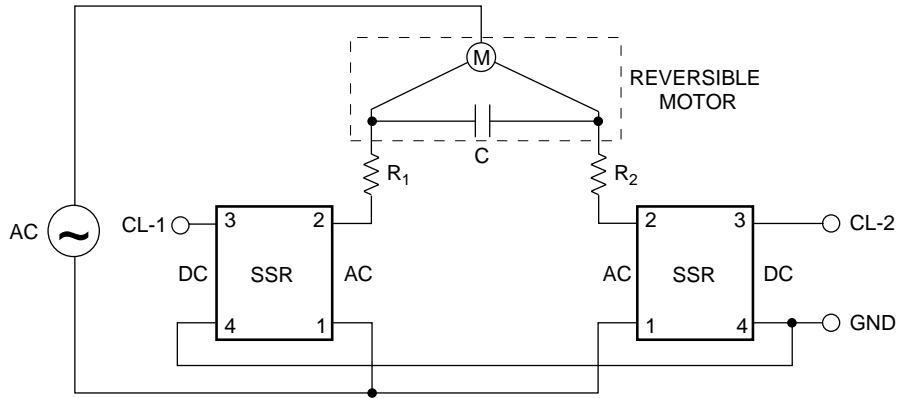 M
REVERSIBLE
MOTOR
C
R1
R2
AC
~
CL-1
3
2
DC
SSR
AC
4
1
2
3
CL-2
AC
SSR
DC
1
4
GND